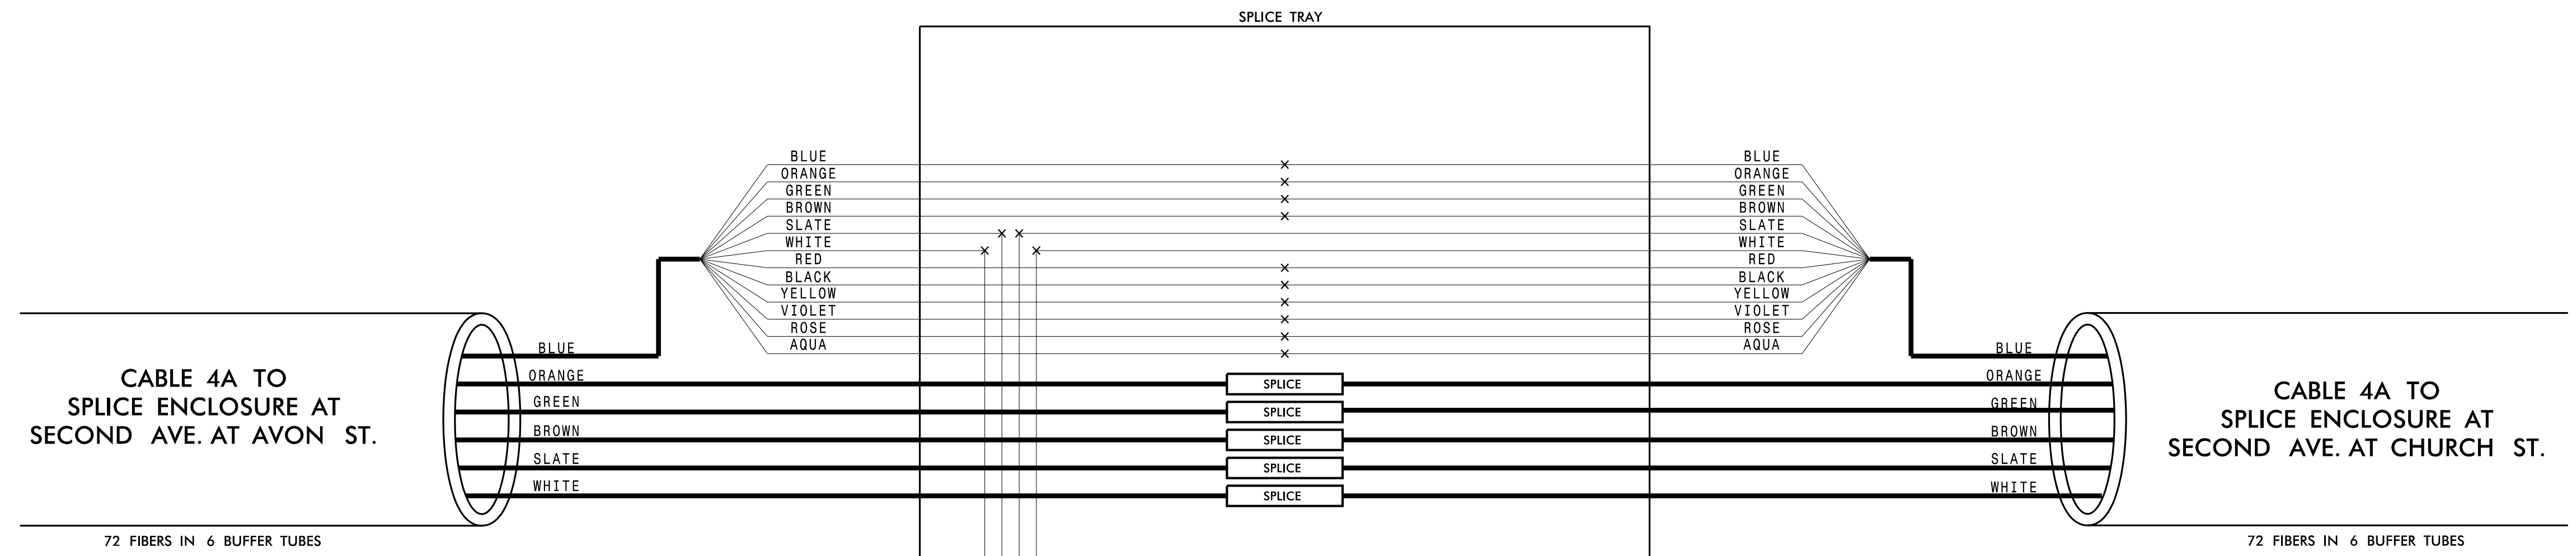 SPLICE TRAY
BLUE
ORANGE
GREEN
BROWN
SLATE
WHITE
RED
BLACK
YELLOW
VIOLET
ROSE
AQUA
BLUE
ORANGE
GREEN
BROWN
SLATE
WHITE
RED
BLACK
YELLOW
VIOLET
ROSE
AQUA
CABLE 4A TO
SPLICE ENCLOSURE AT
SECOND AVE. AT AVON ST.
72 FIBERS IN 6 BUFFER TUBES
BLUE
ORANGE
GREEN
BROWN
SLATE
WHITE
SPLICE
SPLICE
SPLICE
SPLICE
SPLICE
BLUE
ORANGE
GREEN
BROWN
SLATE
WHITE
CABLE 4A TO
SPLICE ENCLOSURE AT
SECOND AVE. AT CHURCH ST.
72 FIBERS IN 6 BUFFER TUBES